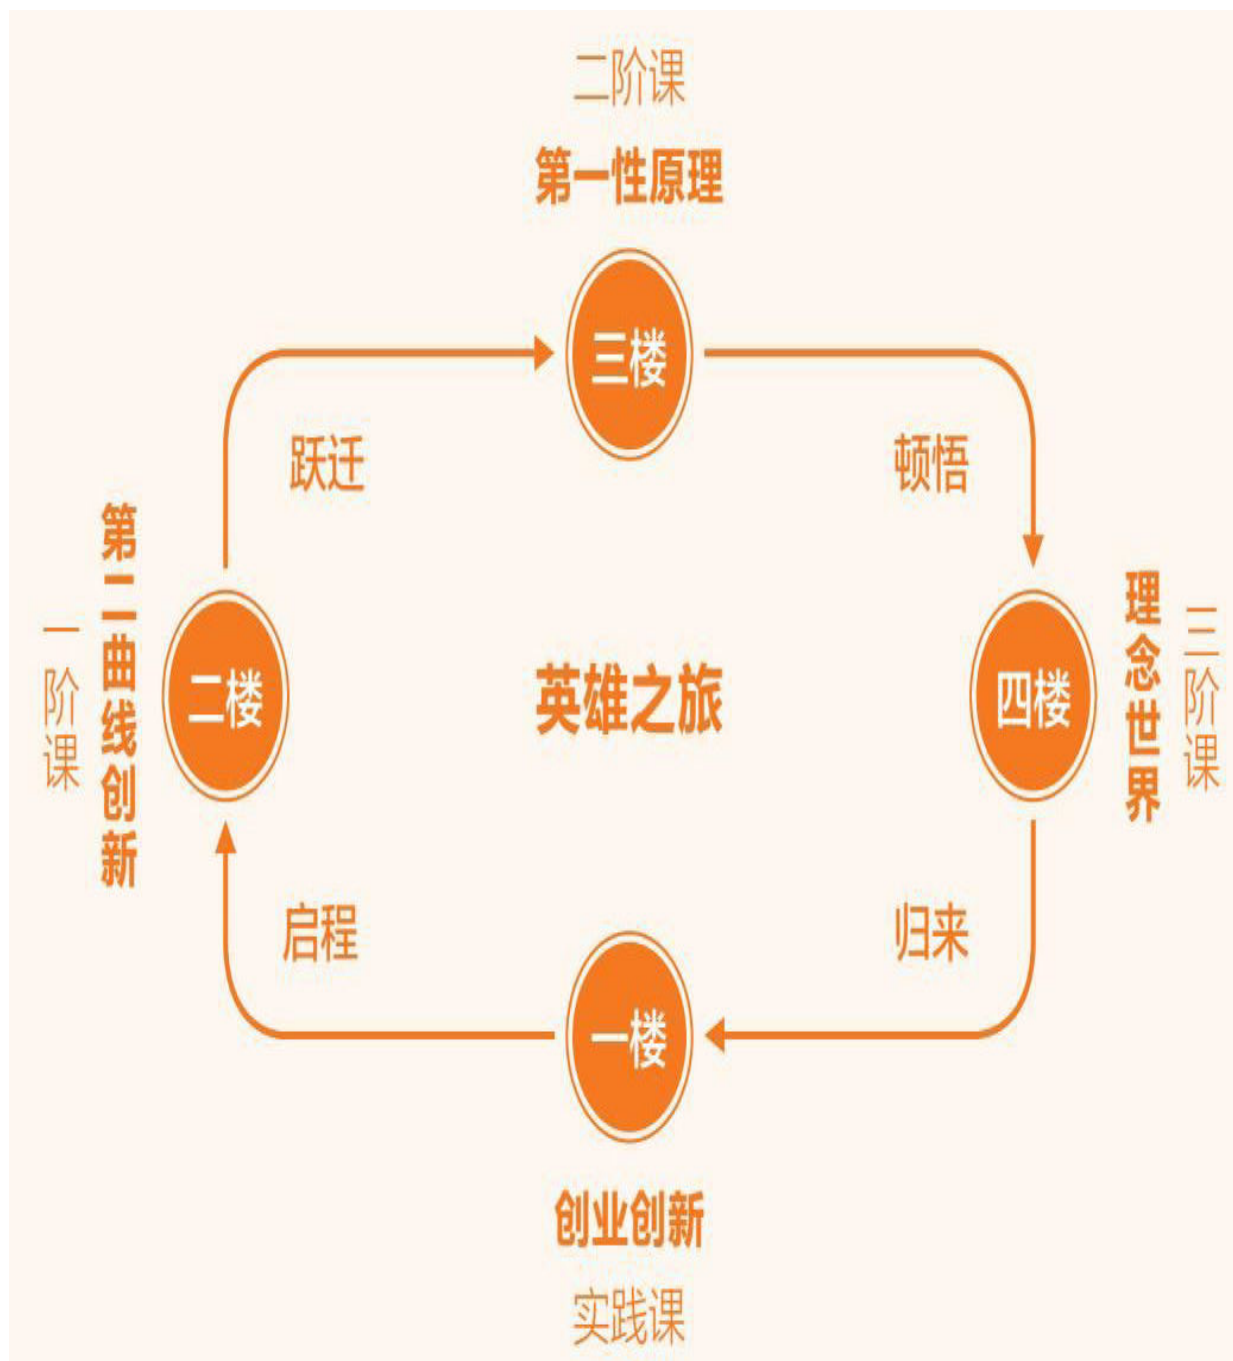 二阶课
第一性原理
三楼
跃迁
顿悟
一阶课
第二曲线创新
二楼
英雄之旅
四楼
理念世界
三阶课
启程
归来
一楼
创业创新
实践课